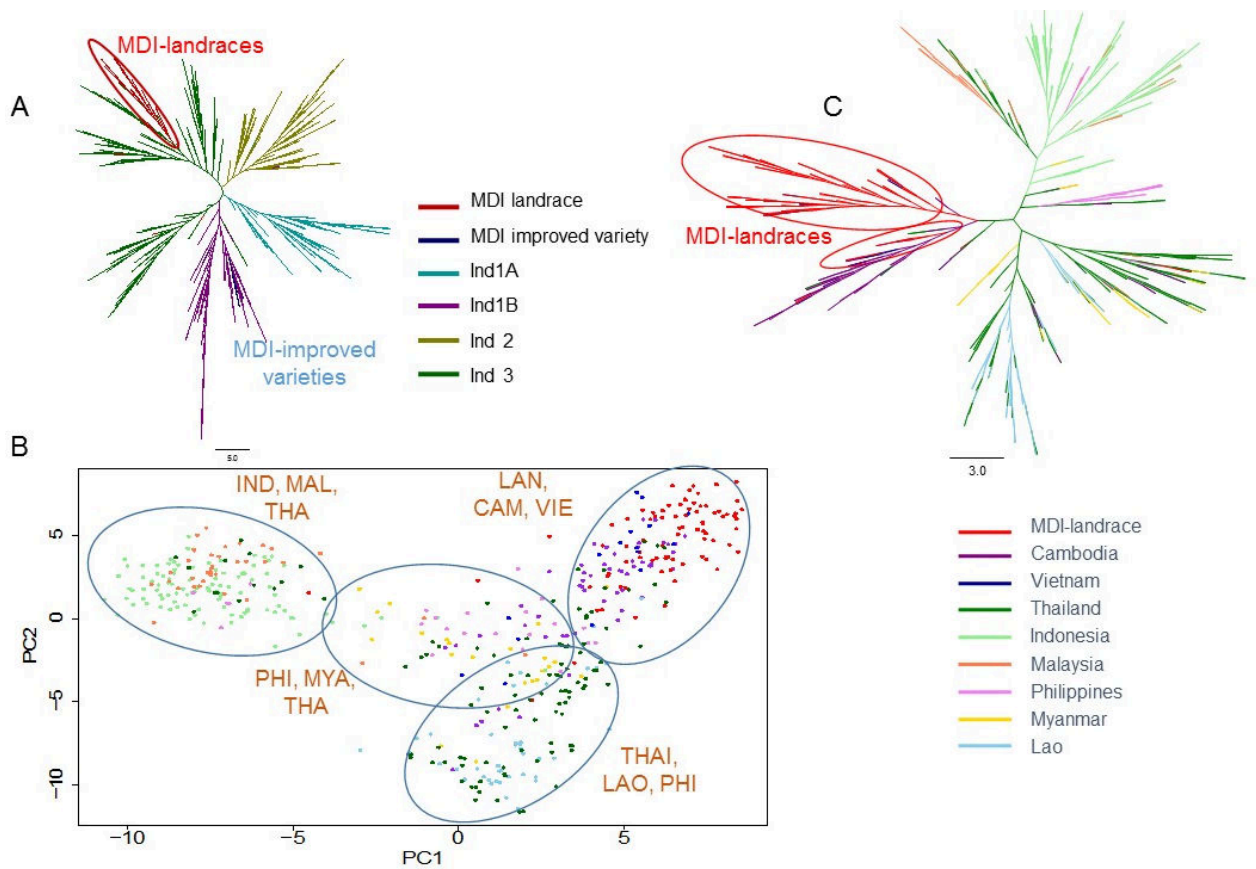 A
MDI-landraces
MDI-improved
varieties
5.0
MDI landrace
MDI improved variety
Ind1A
Ind1B
Ind 2
Ind 3
C
MDI-landraces
3.0
B
IND, MAL,
THA
LAN,
CAM, VIE
PHI, MYA,
THA
THAI,
LAO, PHI
PC2
5
0
−5
−10
−10
−5
0
5
PC1
MDI-landrace
Cambodia
Vietnam
Thailand
Indonesia
Malaysia
Philippines
Myanmar
Lao